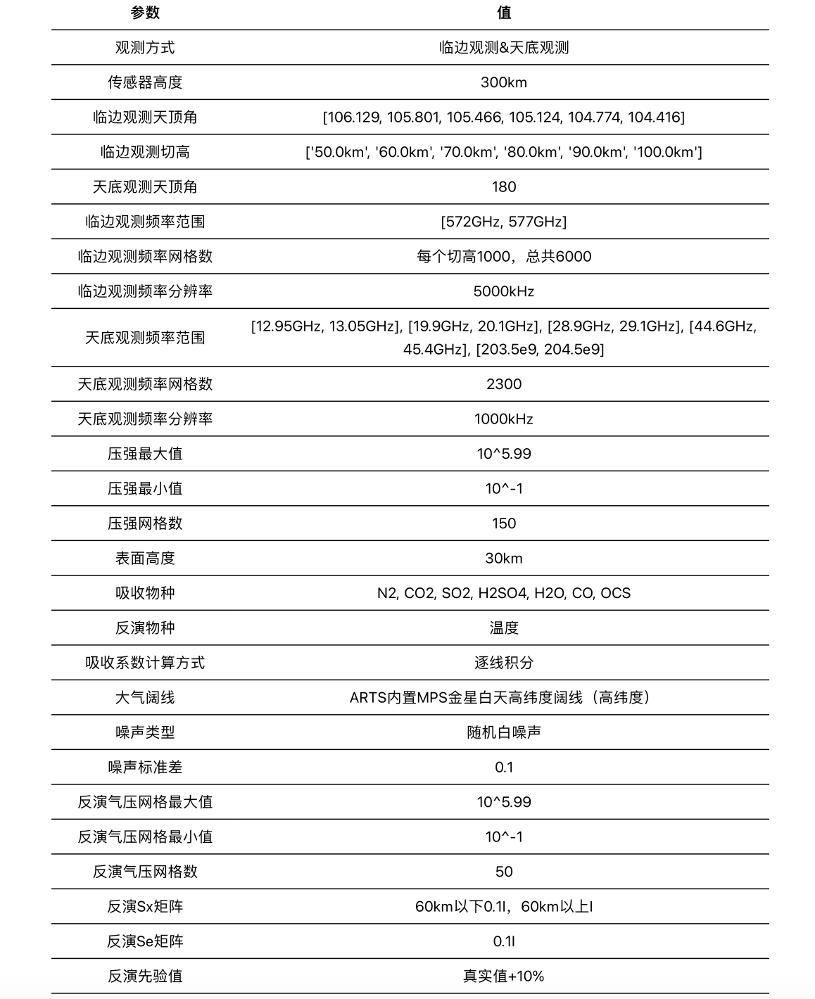 参数 值
观测方式 临边观测&天底观测
传感器高度 300km
临边观测天顶角 [106.129, 105.801, 105.466, 105.124, 104.774, 104.416]
临边观测切高 ['50.0km', '60.0km', '70.0km', '80.0km', '90.0km', '100.0km']
天底观测天顶角 180
临边观测频率范围 [572GHz, 577GHz]
临边观测频率网格数 每个切高1000，总共6000
临边观测频率分辨率 5000kHz
天底观测频率范围 [12.95GHz, 13.05GHz], [19.9GHz, 20.1GHz], [28.9GHz, 29.1GHz], [44.6GHz,
45.4GHz], [203.5e9, 204.5e9]
天底观测频率网格数 2300
天底观测频率分辨率 1000kHz
压强最大值 10^5.99
压强最小值 10^-1
压强网格数 150
表面高度 30km
吸收物种 N2, CO2, SO2, H2SO4, H2O, CO, OCS
反演物种 温度
吸收系数计算方式 逐线积分
大气阔线 ARTS内置MPS金星白天高纬度阔线（高纬度）
噪声类型 随机白噪声
噪声标准差 0.1
反演气压网格最大值 10^5.99
反演气压网格最小值 10^-1
反演气压网格数 50
反演Sx矩阵 60km以下0.1I，60km以上I
反演Se矩阵 0.1I
反演先验值 真实值+10%